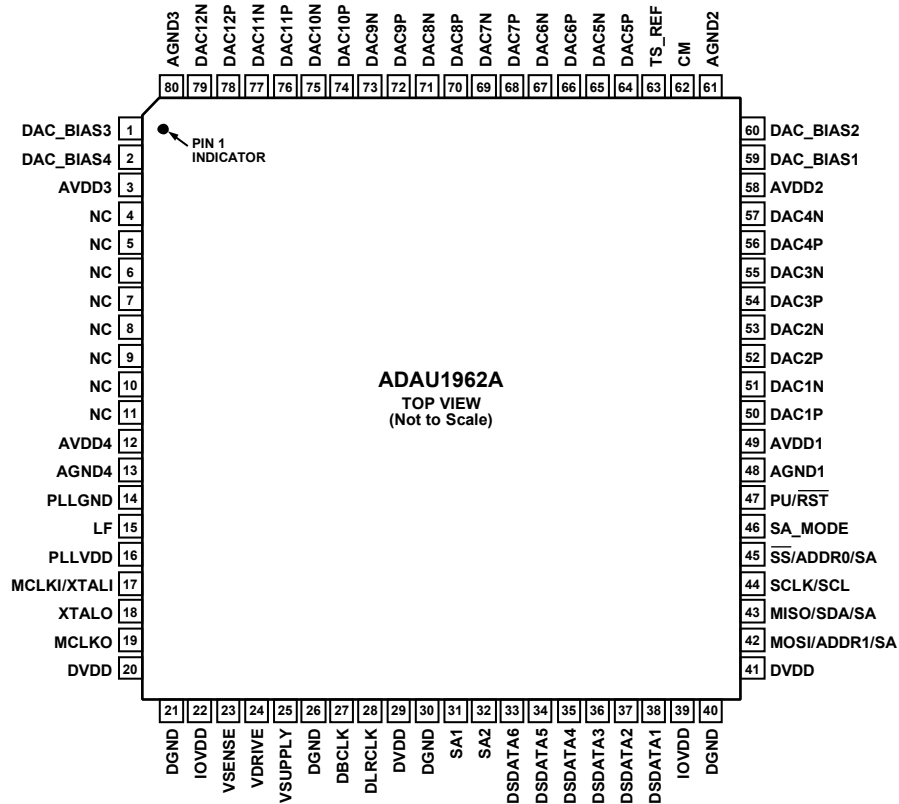 AGND3
DAC12N
DAC12P
DAC11N
DAC11P
DAC10N
DAC10P
DAC9N
DAC9P
DAC8N
DAC8P
DAC7N
DAC7P
DAC6N
DAC6P
DAC5N
DAC5P
TS_REF
CM
AGND2
80 79 78 77 76 75 74 73 72 71 70 69 68 67 66 65 64 63 62 61
DAC_BIAS3 1
DAC_BIAS4 2
AVDD3 3
NC 4
NC 5
NC 6
NC 7
NC 8
NC 9
NC 10
NC 11
AVDD4 12
AGND4 13
PLLGND 14
LF 15
PLLVDD 16
MCLKI/XTALI 17
XTALO 18
MCLKO 19
DVDD 20
PIN 1
INDICATOR
ADAU1962A
TOP VIEW
(Not to Scale)
60 DAC_BIAS2
59 DAC_BIAS1
58 AVDD2
57 DAC4N
56 DAC4P
55 DAC3N
54 DAC3P
53 DAC2N
52 DAC2P
51 DAC1N
50 DAC1P
49 AVDD1
48 AGND1
47 PU/RST
46 SA_MODE
45 SS/ADDR0/SA
44 SCLK/SCL
43 MISO/SDA/SA
42 MOSI/ADDR1/SA
41 DVDD
21 22 23 24 25 26 27 28 29 30 31 32 33 34 35 36 37 38 39 40
DGND
IOVDD
VSENSE
VDRIVE
VSUPPLY
DGND
DBCLK
DLRCLK
DVDD
DGND
SA1
SA2
DSDATA6
DSDATA5
DSDATA4
DSDATA3
DSDATA2
DSDATA1
IOVDD
DGND